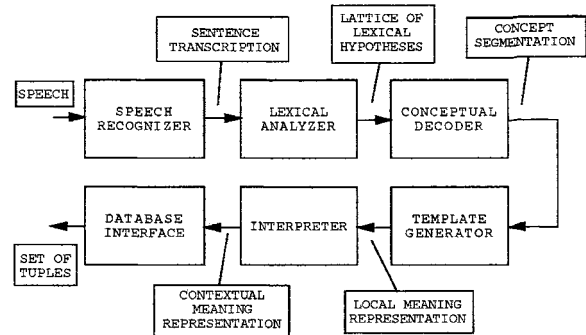 SENTENCE
TRANSCRIPTION
LATTICE OF
LEXICAL
HYPOTHESES
CONCEPT
SEGMENTATION
SPEECH
SPEECH
RECOGNIZER
LEXICAL
ANALYZER
CONCEPTUAL
DECODER
DATABASE
INTERFACE
INTERPRETER
TEMPLATE
GENERATOR
SET OF
TUPLES
CONTEXTUAL
MEANING
REPRESENTATION
LOCAL MEANING
REPRESENTATION